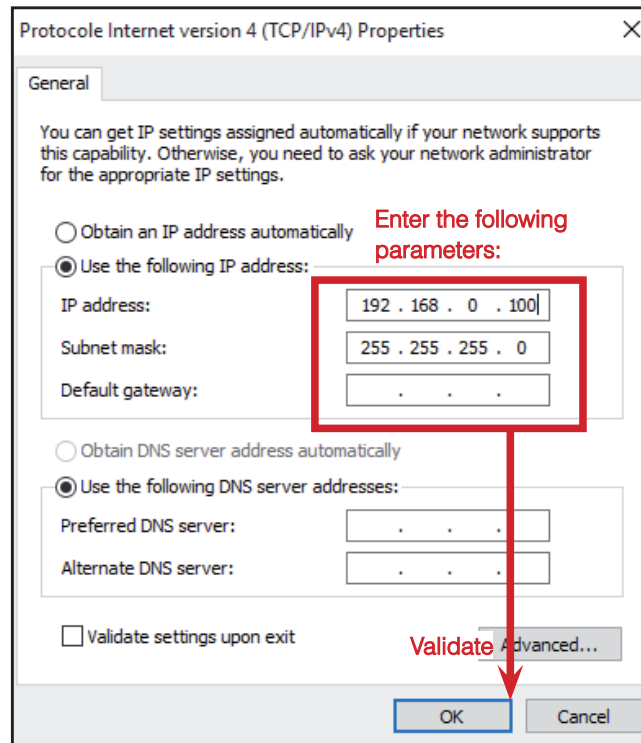 Protocole Internet version 4 (TCP/IPv4) Properties
General
You can get IP settings assigned automatically if your network supports
this capability. Otherwise, you need to ask your network administrator
for the appropriate IP settings.
Obtain an IP address automatically
Enter the following
parameters:
Use the following IP address:
IP address: 192 . 168 . 0 . 100
Subnet mask: 255 . 255 . 255 . 0
Default gateway: . . .
Obtain DNS server address automatically
Use the following DNS server addresses:
Preferred DNS server: . . .
Alternate DNS server: . . .
Validate settings upon exit
Validate
Advanced...
OK Cancel